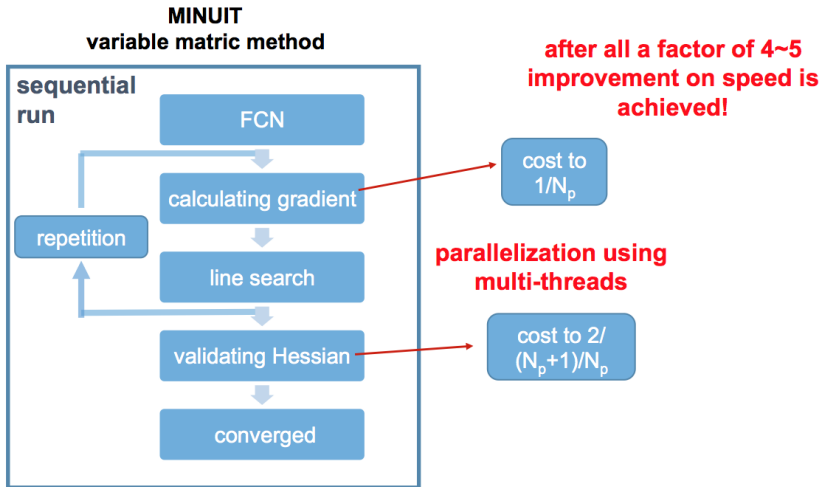 MINUIT
variable matric method
sequential
run
FCN
calculating gradient
repetition
line search
validating Hessian
converged
after all a factor of 4~5
improvement on speed is
achieved!
cost to
1/Np
parallelization using
multi-threads
cost to 2/
(Np+1)/Np